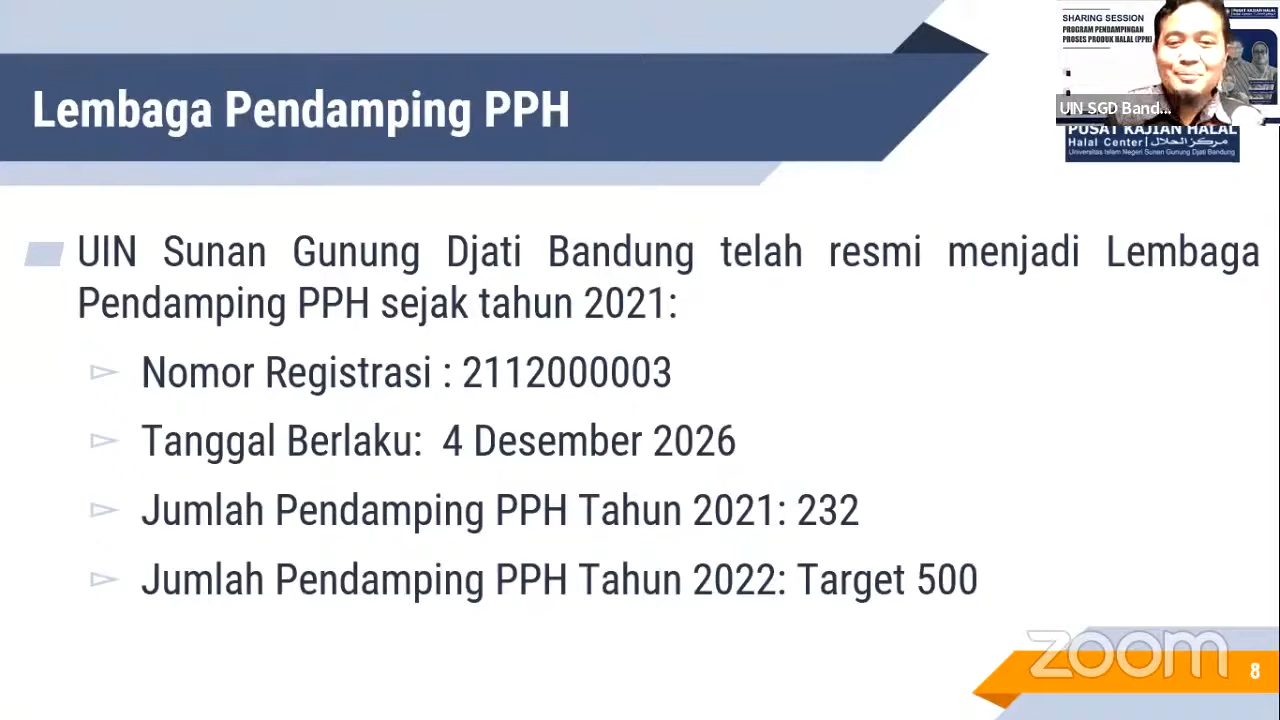 Lembaga Pendamping PPH
SHARING SESSION
PROGRAM PENDAMPINGAN
PROSES PRODUK HALAL (PPH)
UIN SGD Band...
PUSAT KAJIAN HALAL
Halal Center | مركز الحلال
Universitas Islam Negeri Sunan Gunung Djati Bandung
UIN Sunan Gunung Djati Bandung telah resmi menjadi Lembaga
Pendamping PPH sejak tahun 2021:
Nomor Registrasi : 2112000003
Tanggal Berlaku: 4 Desember 2026
Jumlah Pendamping PPH Tahun 2021: 232
Jumlah Pendamping PPH Tahun 2022: Target 500
zoom
8